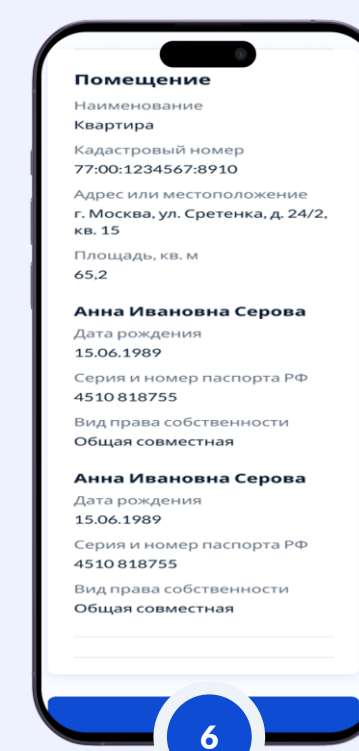 Помещение
Наименование
Квартира
Кадастровый номер
77:00:1234567:8910
Адрес или местоположение
г. Москва, ул. Сретенка, д. 24/2,
кв. 15
Площадь, кв. м
65,2
Анна Ивановна Серова
Дата рождения
15.06.1989
Серия и номер паспорта РФ
4510 818755
Вид права собственности
Общая совместная
Анна Ивановна Серова
Дата рождения
15.06.1989
Серия и номер паспорта РФ
4510 818755
Вид права собственности
Общая совместная
6